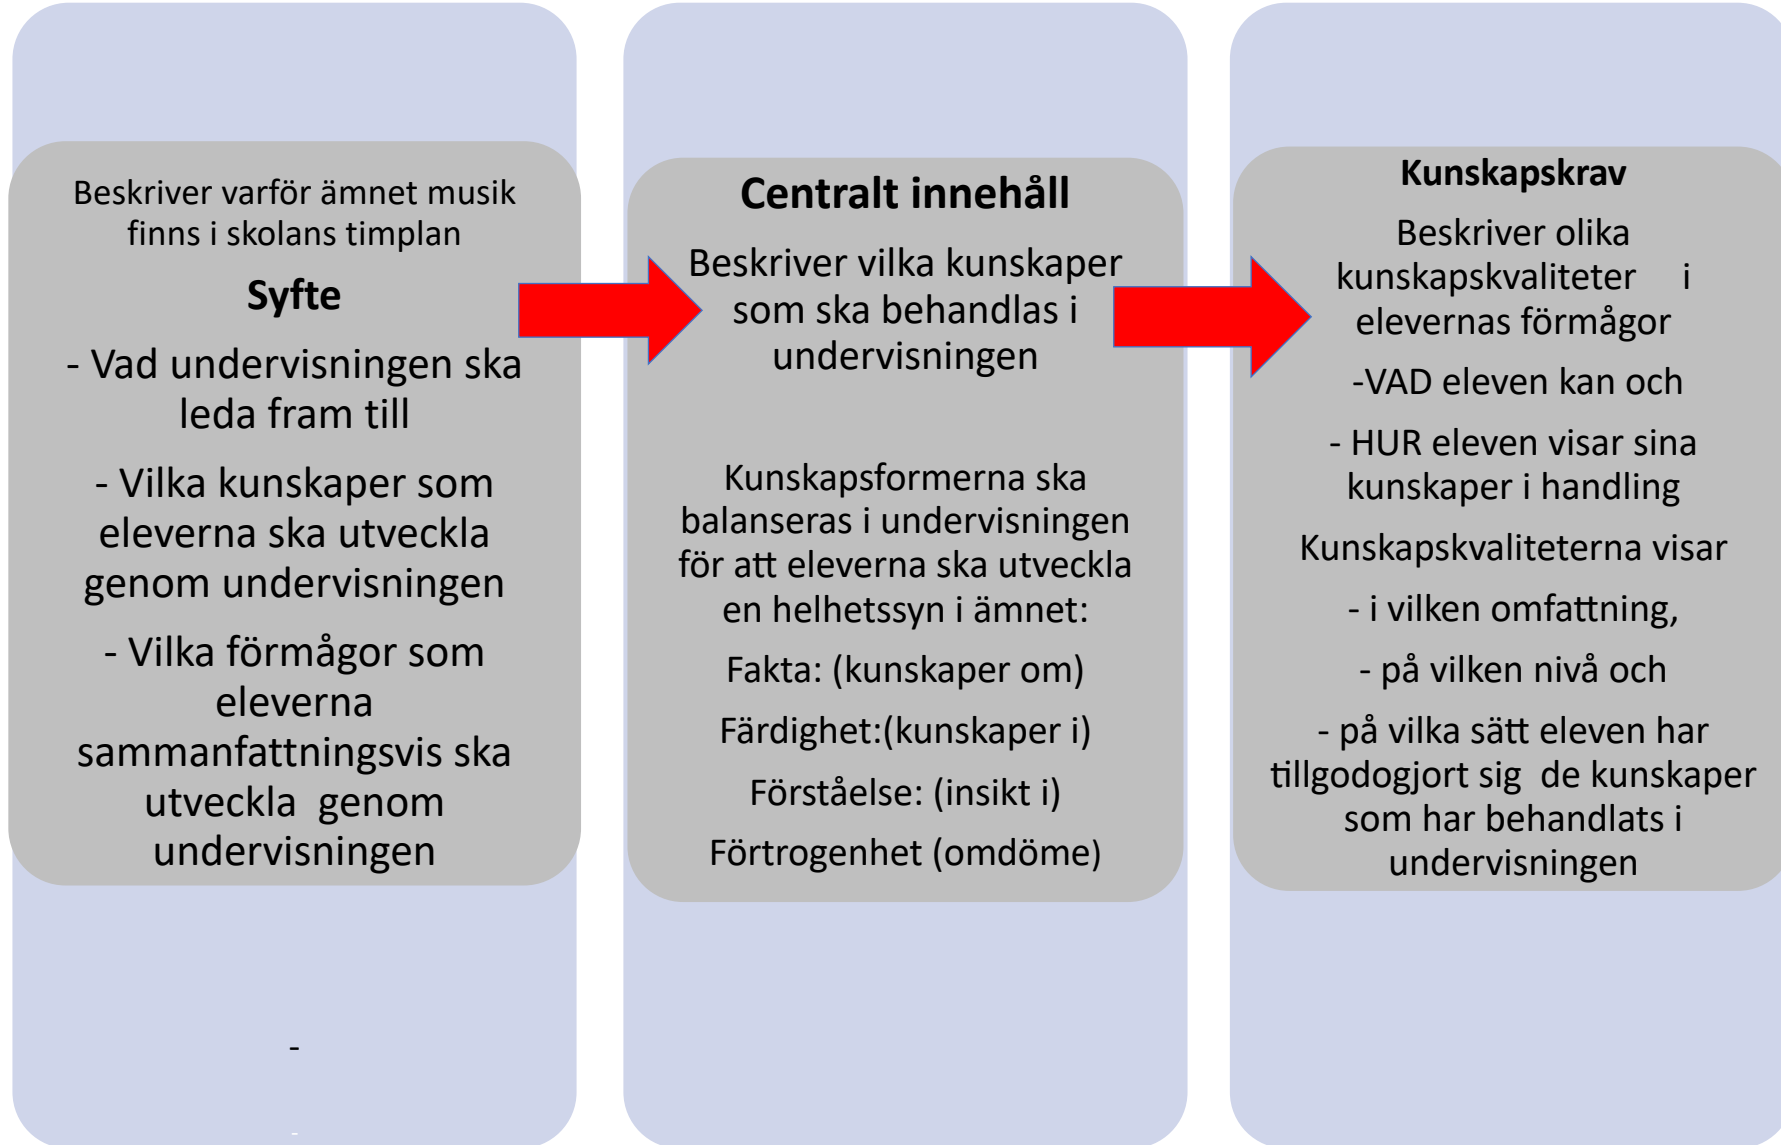 Beskriver varför ämnet musik
finns i skolans timplan
Syfte
- Vad undervisningen ska
leda fram till
- Vilka kunskaper som
eleverna ska utveckla
genom undervisningen
- Vilka förmågor som
eleverna
sammanfattningsvis ska
utveckla  genom
undervisningen
-
-
Centralt innehåll
Beskriver vilka kunskaper
som ska behandlas i
undervisningen
Kunskapsformerna ska
balanseras i undervisningen
för att eleverna ska utveckla
en helhetssyn i ämnet:
Fakta: (kunskaper om)
Färdighet:(kunskaper i)
Förståelse: (insikt i)
Förtrogenhet (omdöme)
Kunskapskrav
Beskriver olika
kunskapskvaliteter    i
elevernas förmågor
-VAD eleven kan och
- HUR eleven visar sina
kunskaper i handling
Kunskapskvaliteterna visar
- i vilken omfattning,
- på vilken nivå och
- på vilka sätt eleven har
tillgodogjort sig  de kunskaper
som har behandlats i
undervisningen